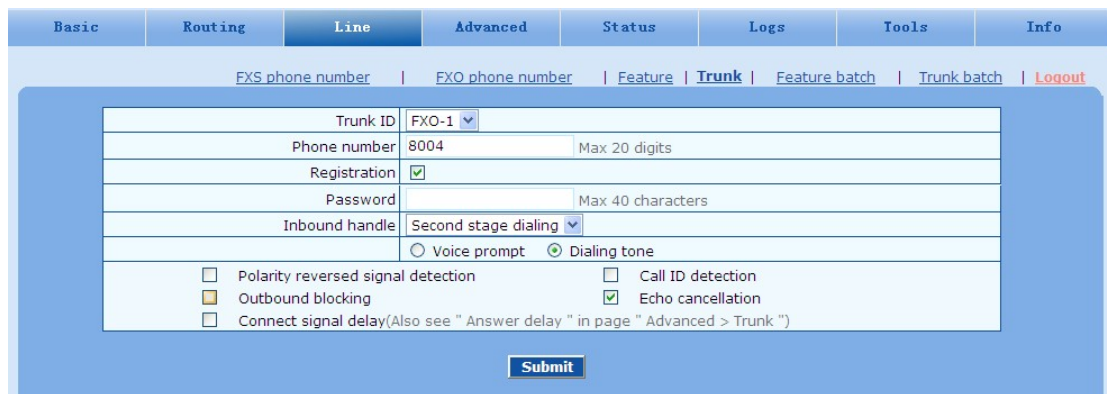 Basic Routing Line Advanced Status Logs Tools Info
FXS phone number | FXO phone number | Feature | Trunk | Feature batch | Trunk batch | Logout
Trunk ID FXO-1
Phone number 8004 Max 20 digits
Registration
Password Max 40 characters
Inbound handle Second stage dialing
Voice prompt Dialing tone
Polarity reversed signal detection Call ID detection
Outbound blocking Echo cancellation
Connect signal delay(Also see " Answer delay " in page " Advanced > Trunk ")
Submit